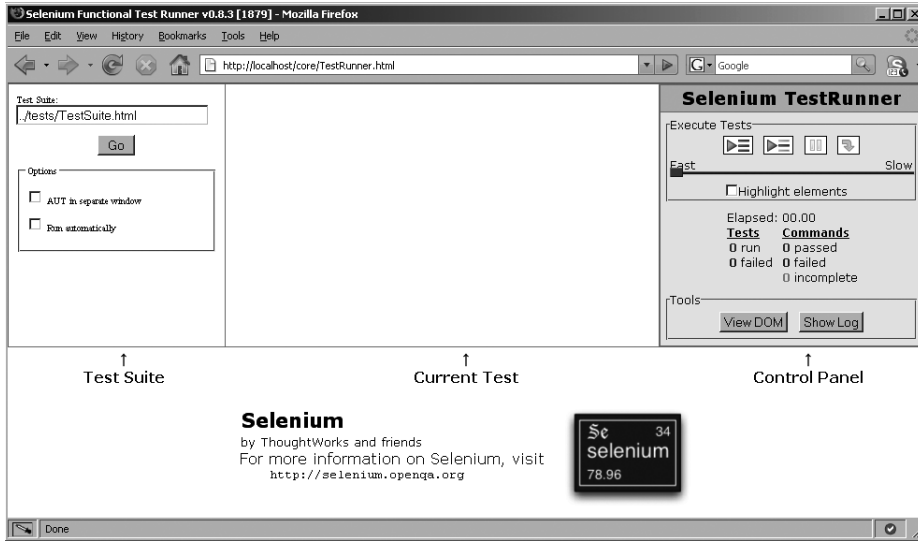 Selenium Functional Test Runner v0.8.3 [1879] - Mozilla Firefox
File Edit View History Bookmarks Tools Help
http://localhost/core/TestRunner.html
G Google
Test Suite:
../tests/TestSuite.html
Go
Options
AUT in separate window
Run automatically
Selenium TestRunner
Execute Tests
Fast Slow
Highlight elements
Elapsed: 00.00
Tests Commands
0 run 0 passed
0 failed 0 failed
0 incomplete
Tools
View DOM Show Log
↑ ↑ ↑
Test Suite Current Test Control Panel
Selenium
by ThoughtWorks and friends
For more information on Selenium, visit
http://selenium.openqa.org
Se 34
selenium
78.96
Done